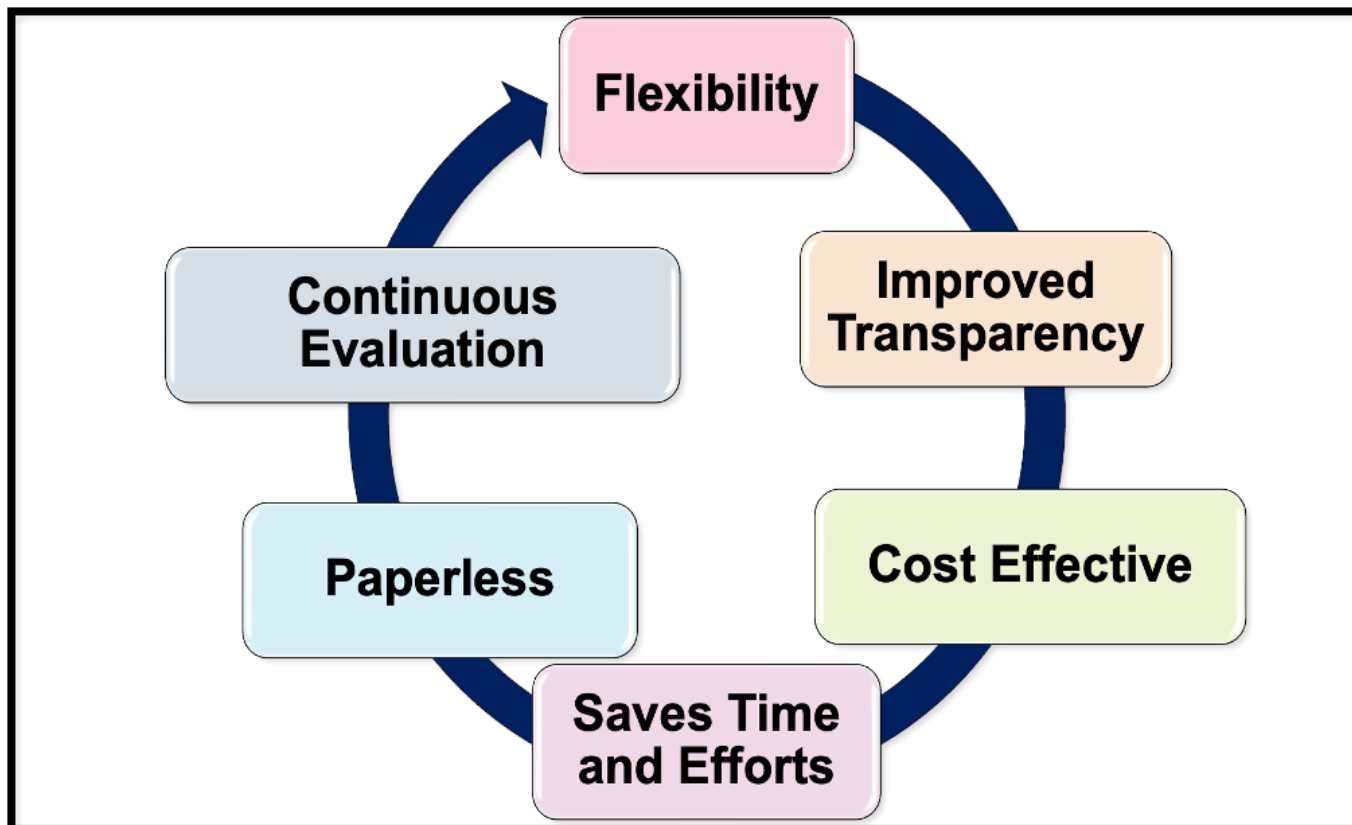 Flexibility
Improved
Transparency
Cost Effective
Saves Time
and Efforts
Paperless
Continuous
Evaluation